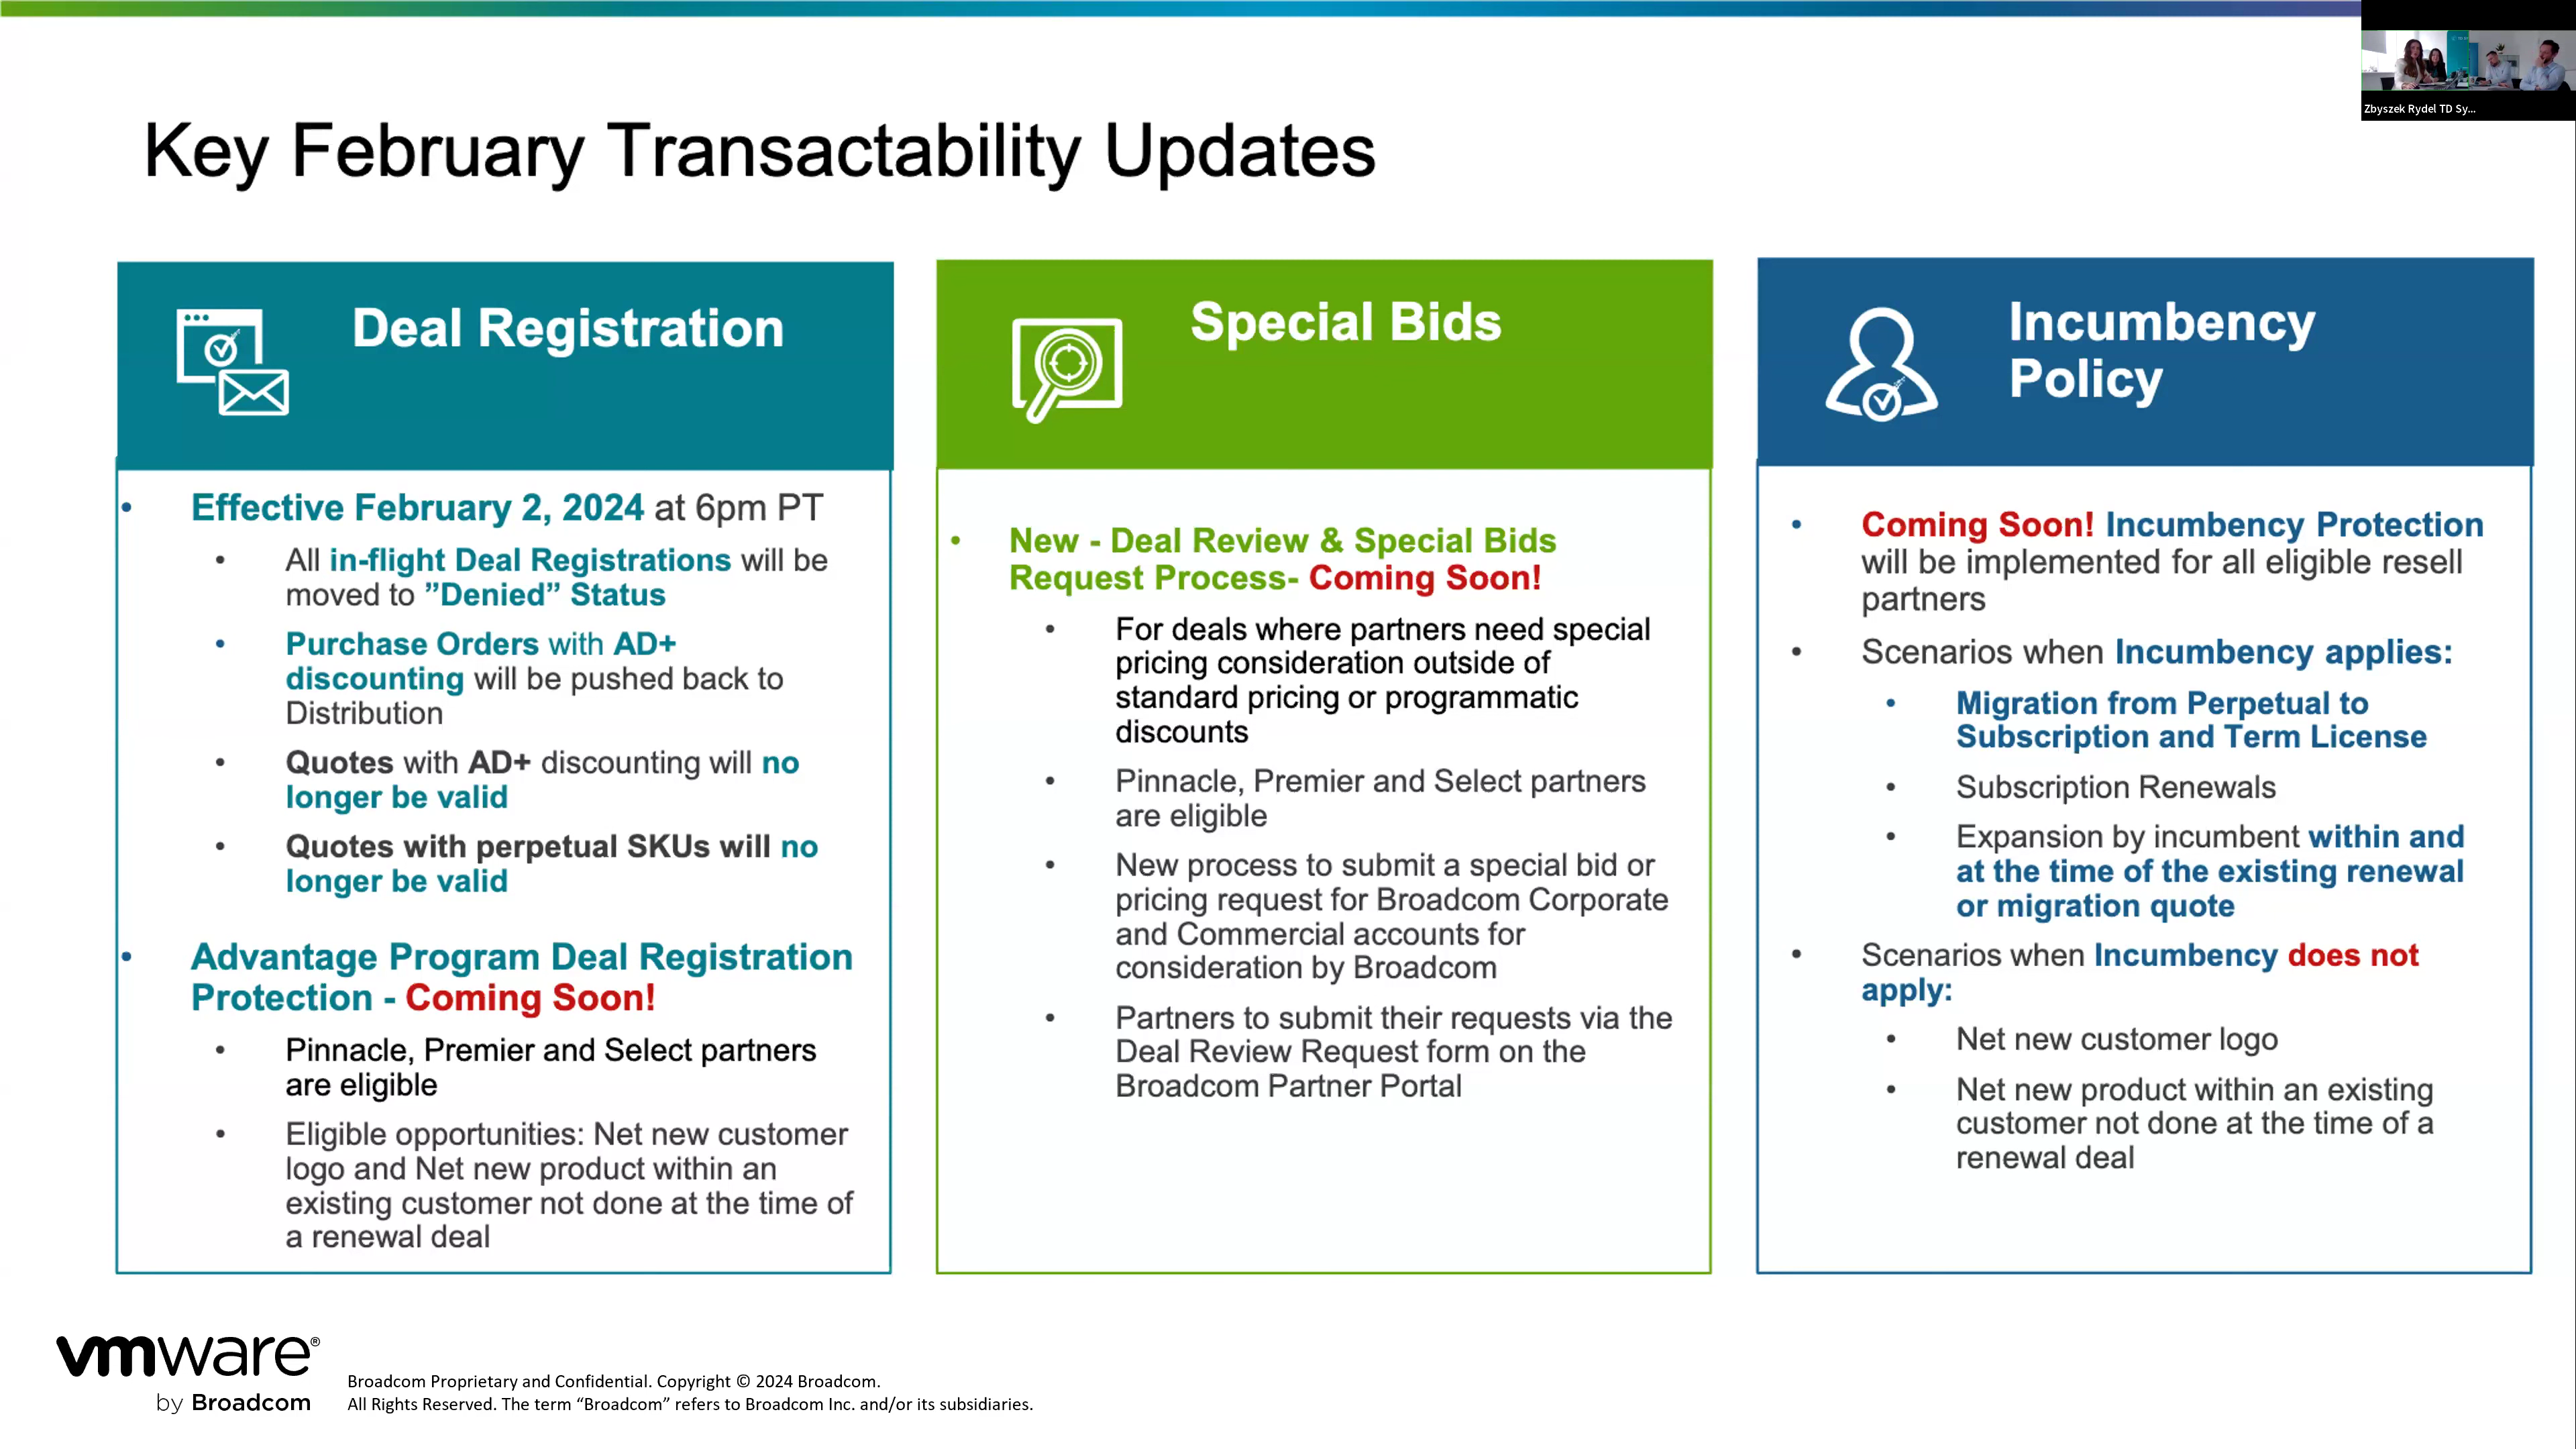 Zbyszek Rydel TD Sy...
Key February Transactability Updates
Deal Registration
• Effective February 2, 2024 at 6pm PT
• All in-flight Deal Registrations will be
moved to ”Denied” Status
• Purchase Orders with AD+
discounting will be pushed back to
Distribution
• Quotes with AD+ discounting will no
longer be valid
• Quotes with perpetual SKUs will no
longer be valid
• Advantage Program Deal Registration
Protection - Coming Soon!
• Pinnacle, Premier and Select partners
are eligible
• Eligible opportunities: Net new customer
logo and Net new product within an
existing customer not done at the time of
a renewal deal
Special Bids
• New - Deal Review & Special Bids
Request Process- Coming Soon!
• For deals where partners need special
pricing consideration outside of
standard pricing or programmatic
discounts
• Pinnacle, Premier and Select partners
are eligible
• New process to submit a special bid or
pricing request for Broadcom Corporate
and Commercial accounts for
consideration by Broadcom
• Partners to submit their requests via the
Deal Review Request form on the
Broadcom Partner Portal
Incumbency
Policy
• Coming Soon! Incumbency Protection
will be implemented for all eligible resell
partners
• Scenarios when Incumbency applies:
• Migration from Perpetual to
Subscription and Term License
• Subscription Renewals
• Expansion by incumbent within and
at the time of the existing renewal
or migration quote
• Scenarios when Incumbency does not
apply:
• Net new customer logo
• Net new product within an existing
customer not done at the time of a
renewal deal
vmware®
by Broadcom
Broadcom Proprietary and Confidential. Copyright © 2024 Broadcom.
All Rights Reserved. The term “Broadcom” refers to Broadcom Inc. and/or its subsidiaries.